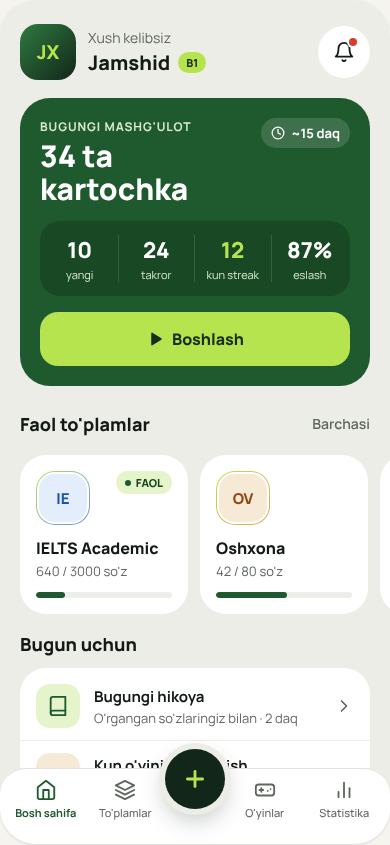 JX
Xush kelibsiz
Jamshid B1
BUGUNGI MASHG'ULOT
~15 daq
34 ta
kartochka
10 24 12 87%
yangi takror kun streak eslash
Boshlash
Faol to'plamlar Barchasi
IE FAOL
IELTS Academic
640 / 3000 so'z
OV
Oshxona
42 / 80 so'z
Bugun uchun
Bugungi hikoya
O'rgangan so'zlaringiz bilan · 2 daq
Kun
Bosh sahifa To'plamlar O'yinlar Statistika